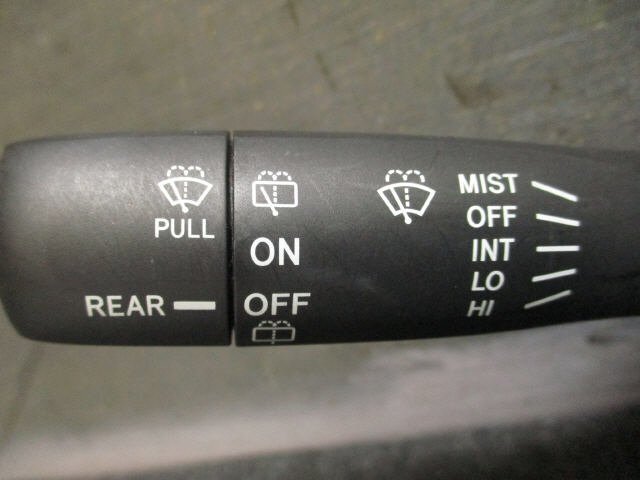 PULL
REAR
ON
OFF
MIST
OFF
INT
LO
HI